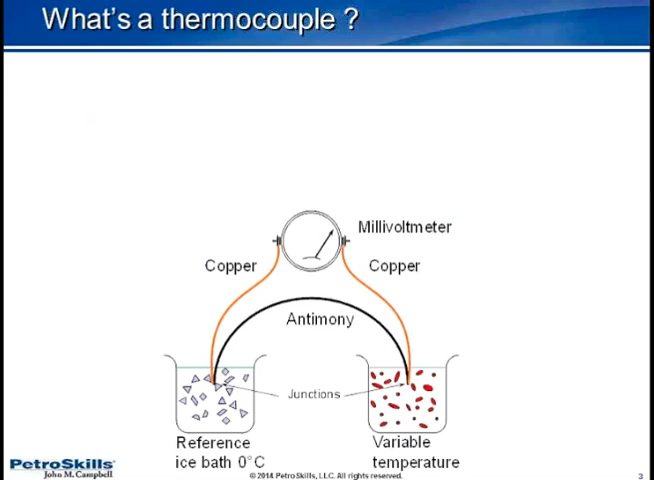 What's a thermocouple ?
Millivoltmeter
Copper
Copper
Antimony
Junctions
Reference
ice bath 0°C
Variable
temperature
PetroSkills
John M. Campbell
© 2014 PetroSkills, LLC. All rights reserved.
3